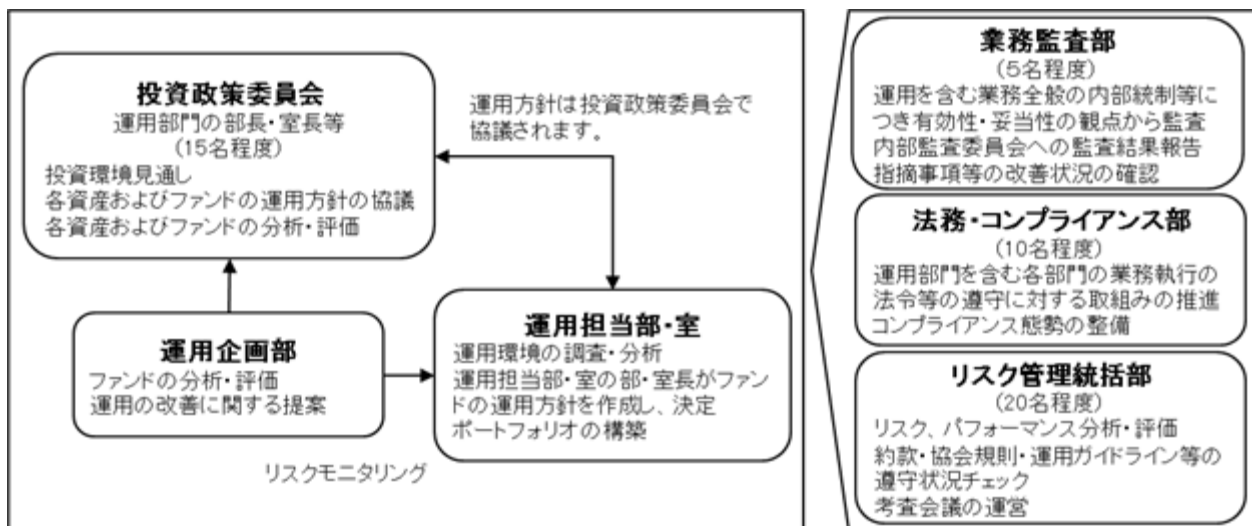 投資政策委員会
運用部門の部長・室長等
(15名程度)
投資環境見通し
各資産およびファンドの運用方針の協議
各資産およびファンドの分析・評価
運用方針は投資政策委員会で
協議されます。
運用企画部
ファンドの分析・評価
運用の改善に関する提案
運用担当部・室
運用環境の調査・分析
運用担当部・室の部・室長がファン
ドの運用方針を作成し、決定
ポートフォリオの構築
リスクモニタリング
業務監査部
(5名程度)
運用を含む業務全般の内部統制等に
つき有効性・妥当性の観点から監査
内部監査委員会への監査結果報告
指摘事項等の改善状況の確認
法務・コンプライアンス部
(10名程度)
運用部門を含む各部門の業務執行の
法令等の遵守に対する取組みの推進
コンプライアンス態勢の整備
リスク管理統括部
(20名程度)
リスク、パフォーマンス分析・評価
約款・協会規則・運用ガイドライン等の
遵守状況チェック
考査会議の運営